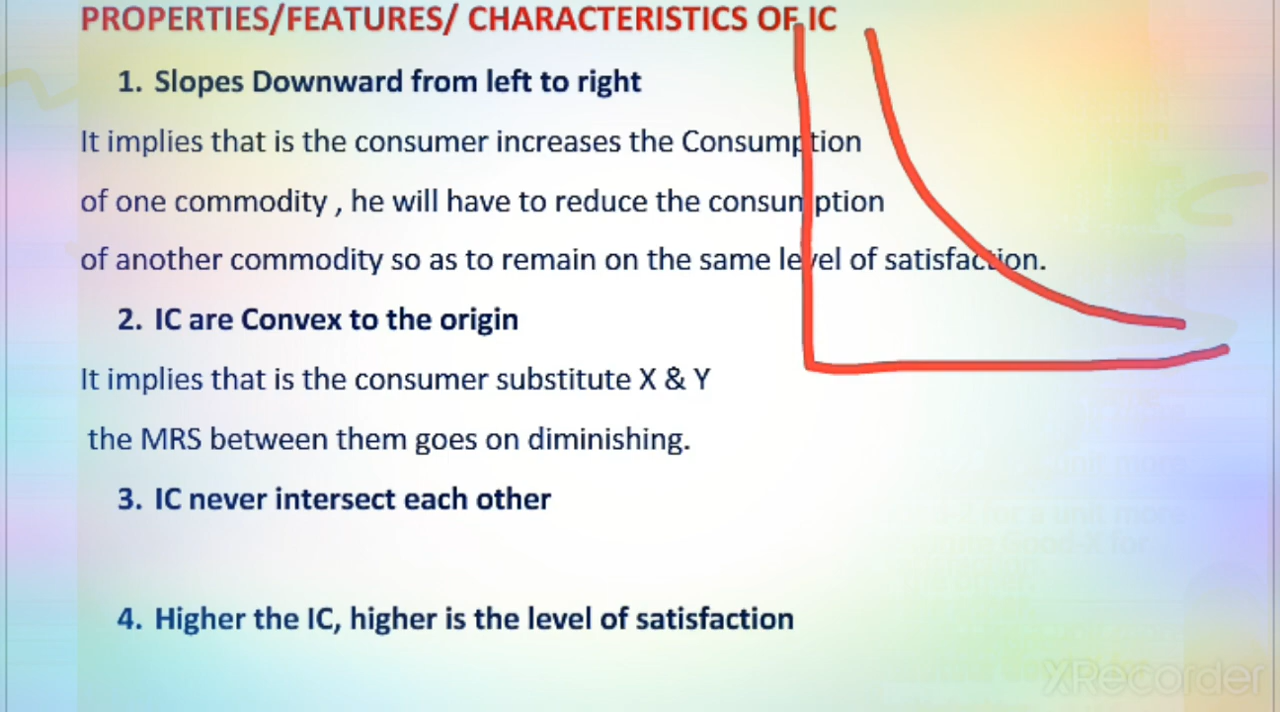 PROPERTIES/FEATURES/ CHARACTERISTICS OF IC
1. Slopes Downward from left to right
It implies that is the consumer increases the Consumption
of one commodity , he will have to reduce the consumption
of another commodity so as to remain on the same level of satisfaction.
2. IC are Convex to the origin
It implies that is the consumer substitute X & Y
the MRS between them goes on diminishing.
3. IC never intersect each other
4. Higher the IC, higher is the level of satisfaction
XRecorder